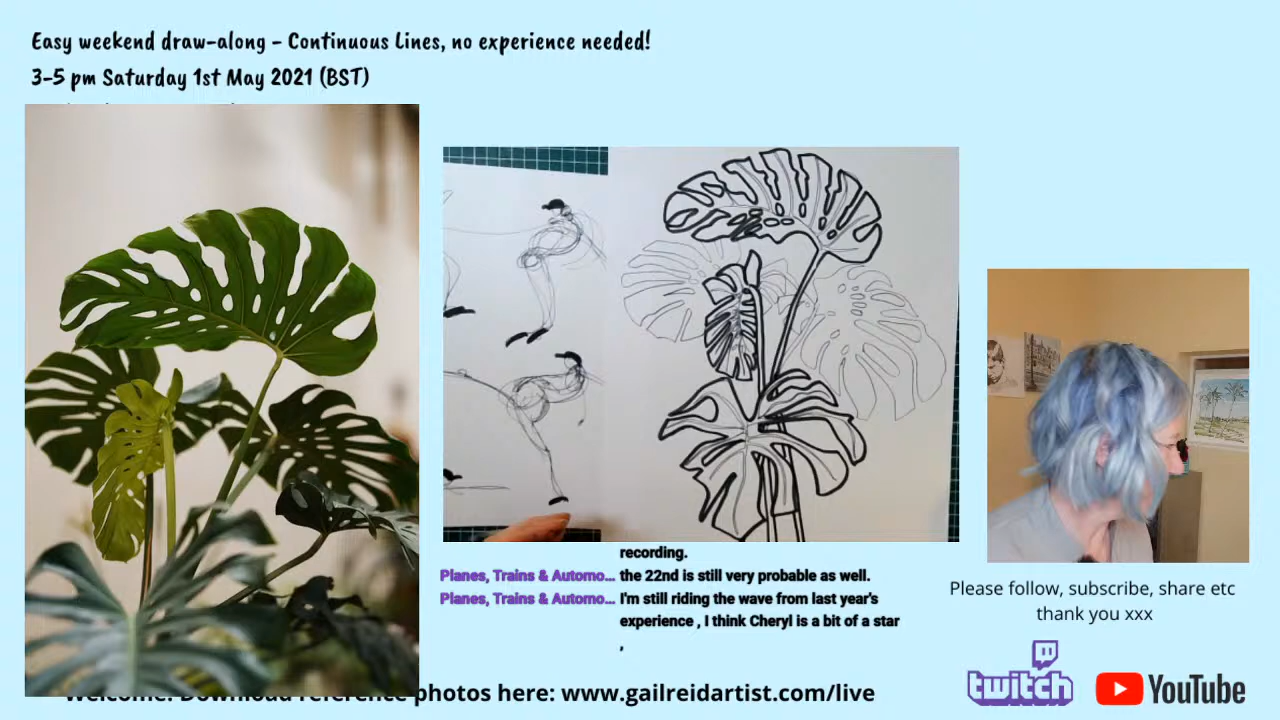 Easy weekend draw-along - Continuous Lines, no experience needed!
3-5 pm Saturday 1st May 2021 (BST)
recording.
Planes, Trains & Automo... the 22nd is still very probable as well.
Planes, Trains & Automo... I'm still riding the wave from last year's
experience , I think Cheryl is a bit of a star
,
Please follow, subscribe, share etc
thank you xxx
twitch
YouTube
Welcome! Download reference photos here: www.gailreidartist.com/live